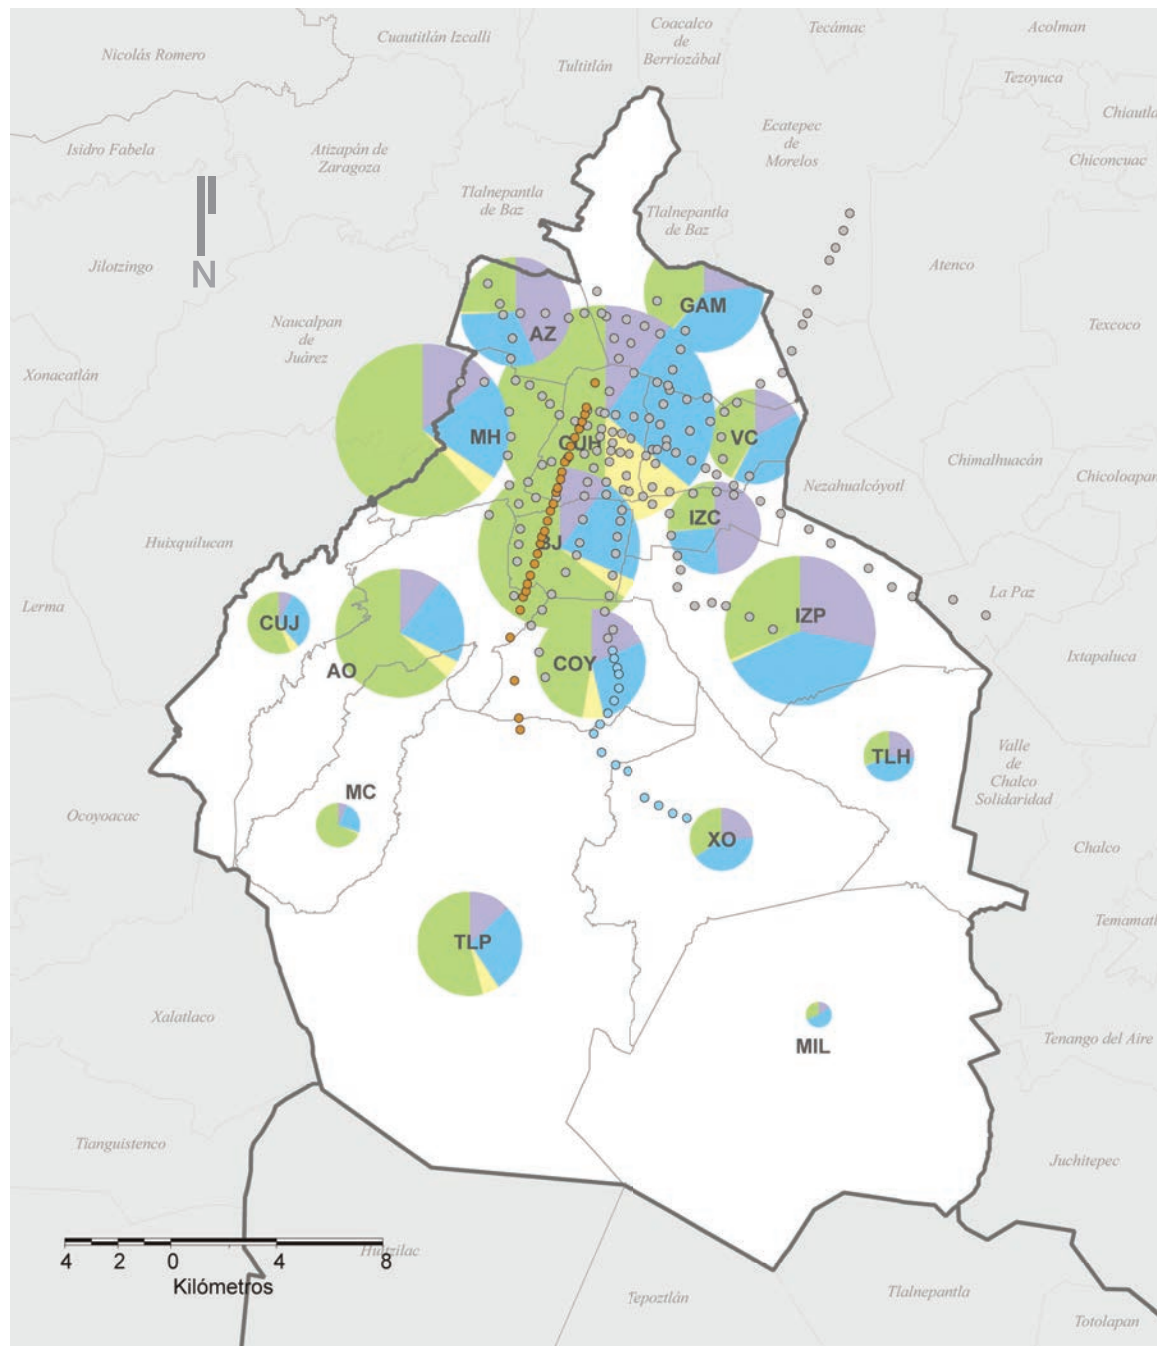 Nicolás Romero
Cuautitlán Izcalli
Coacalco
de
Berriozábal
Tecámac
Acolman
Tultitlán
Tezoyuca
Chiautla
Isidro Fabela
Atizapán de
Zaragoza
Ecatepec
de
Morelos
Chiconcuac
Tlalnepantla
de Baz
Tlalnepantla
de Baz
Jilotzingo
N
Atenco
Naucalpan
de
Juárez
Texcoco
GAM
AZ
Xonacatlán
MH
CUH
VC
Chimalhuacán
Chicoloapan
Nezahualcóyotl
IZC
Huixquilucan
BJ
Lerma
La Paz
CUJ
IZP
Ixtapaluca
AO
COY
TLH
Valle
de
Chalco
Solidaridad
MC
Ocoyoacac
XO
Chalco
Temamatl
TLP
Xalatlaco
MIL
Tenango del Aire
Tianguistenco
Juchitepec
Huitzilac
4 2 0 4 8
Kilómetros
Tepoztlán
Tlalnepantla
Totolapan